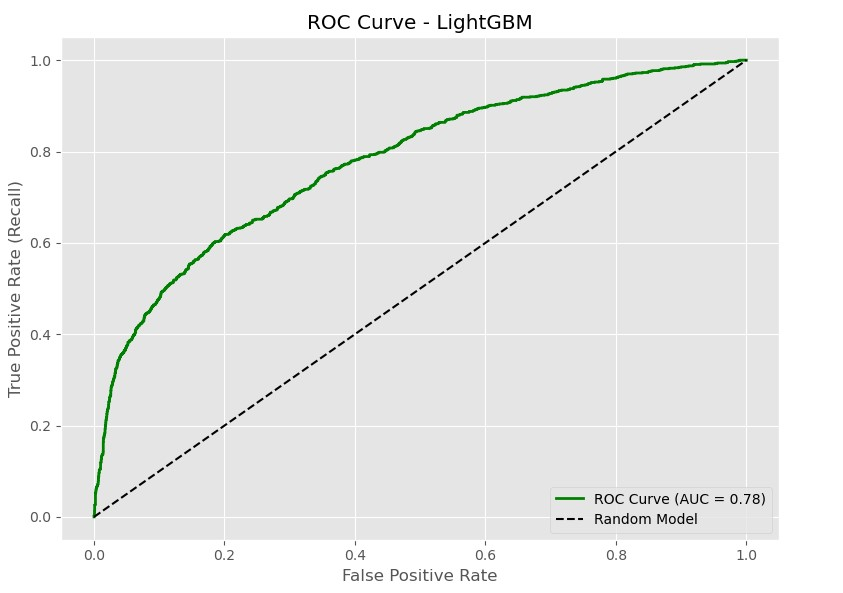 ROC Curve - LightGBM
True Positive Rate (Recall)
1.0
0.8
0.6
0.4
0.2
0.0
0.0 0.2 0.4 0.6 0.8 1.0
False Positive Rate
ROC Curve (AUC = 0.78)
Random Model